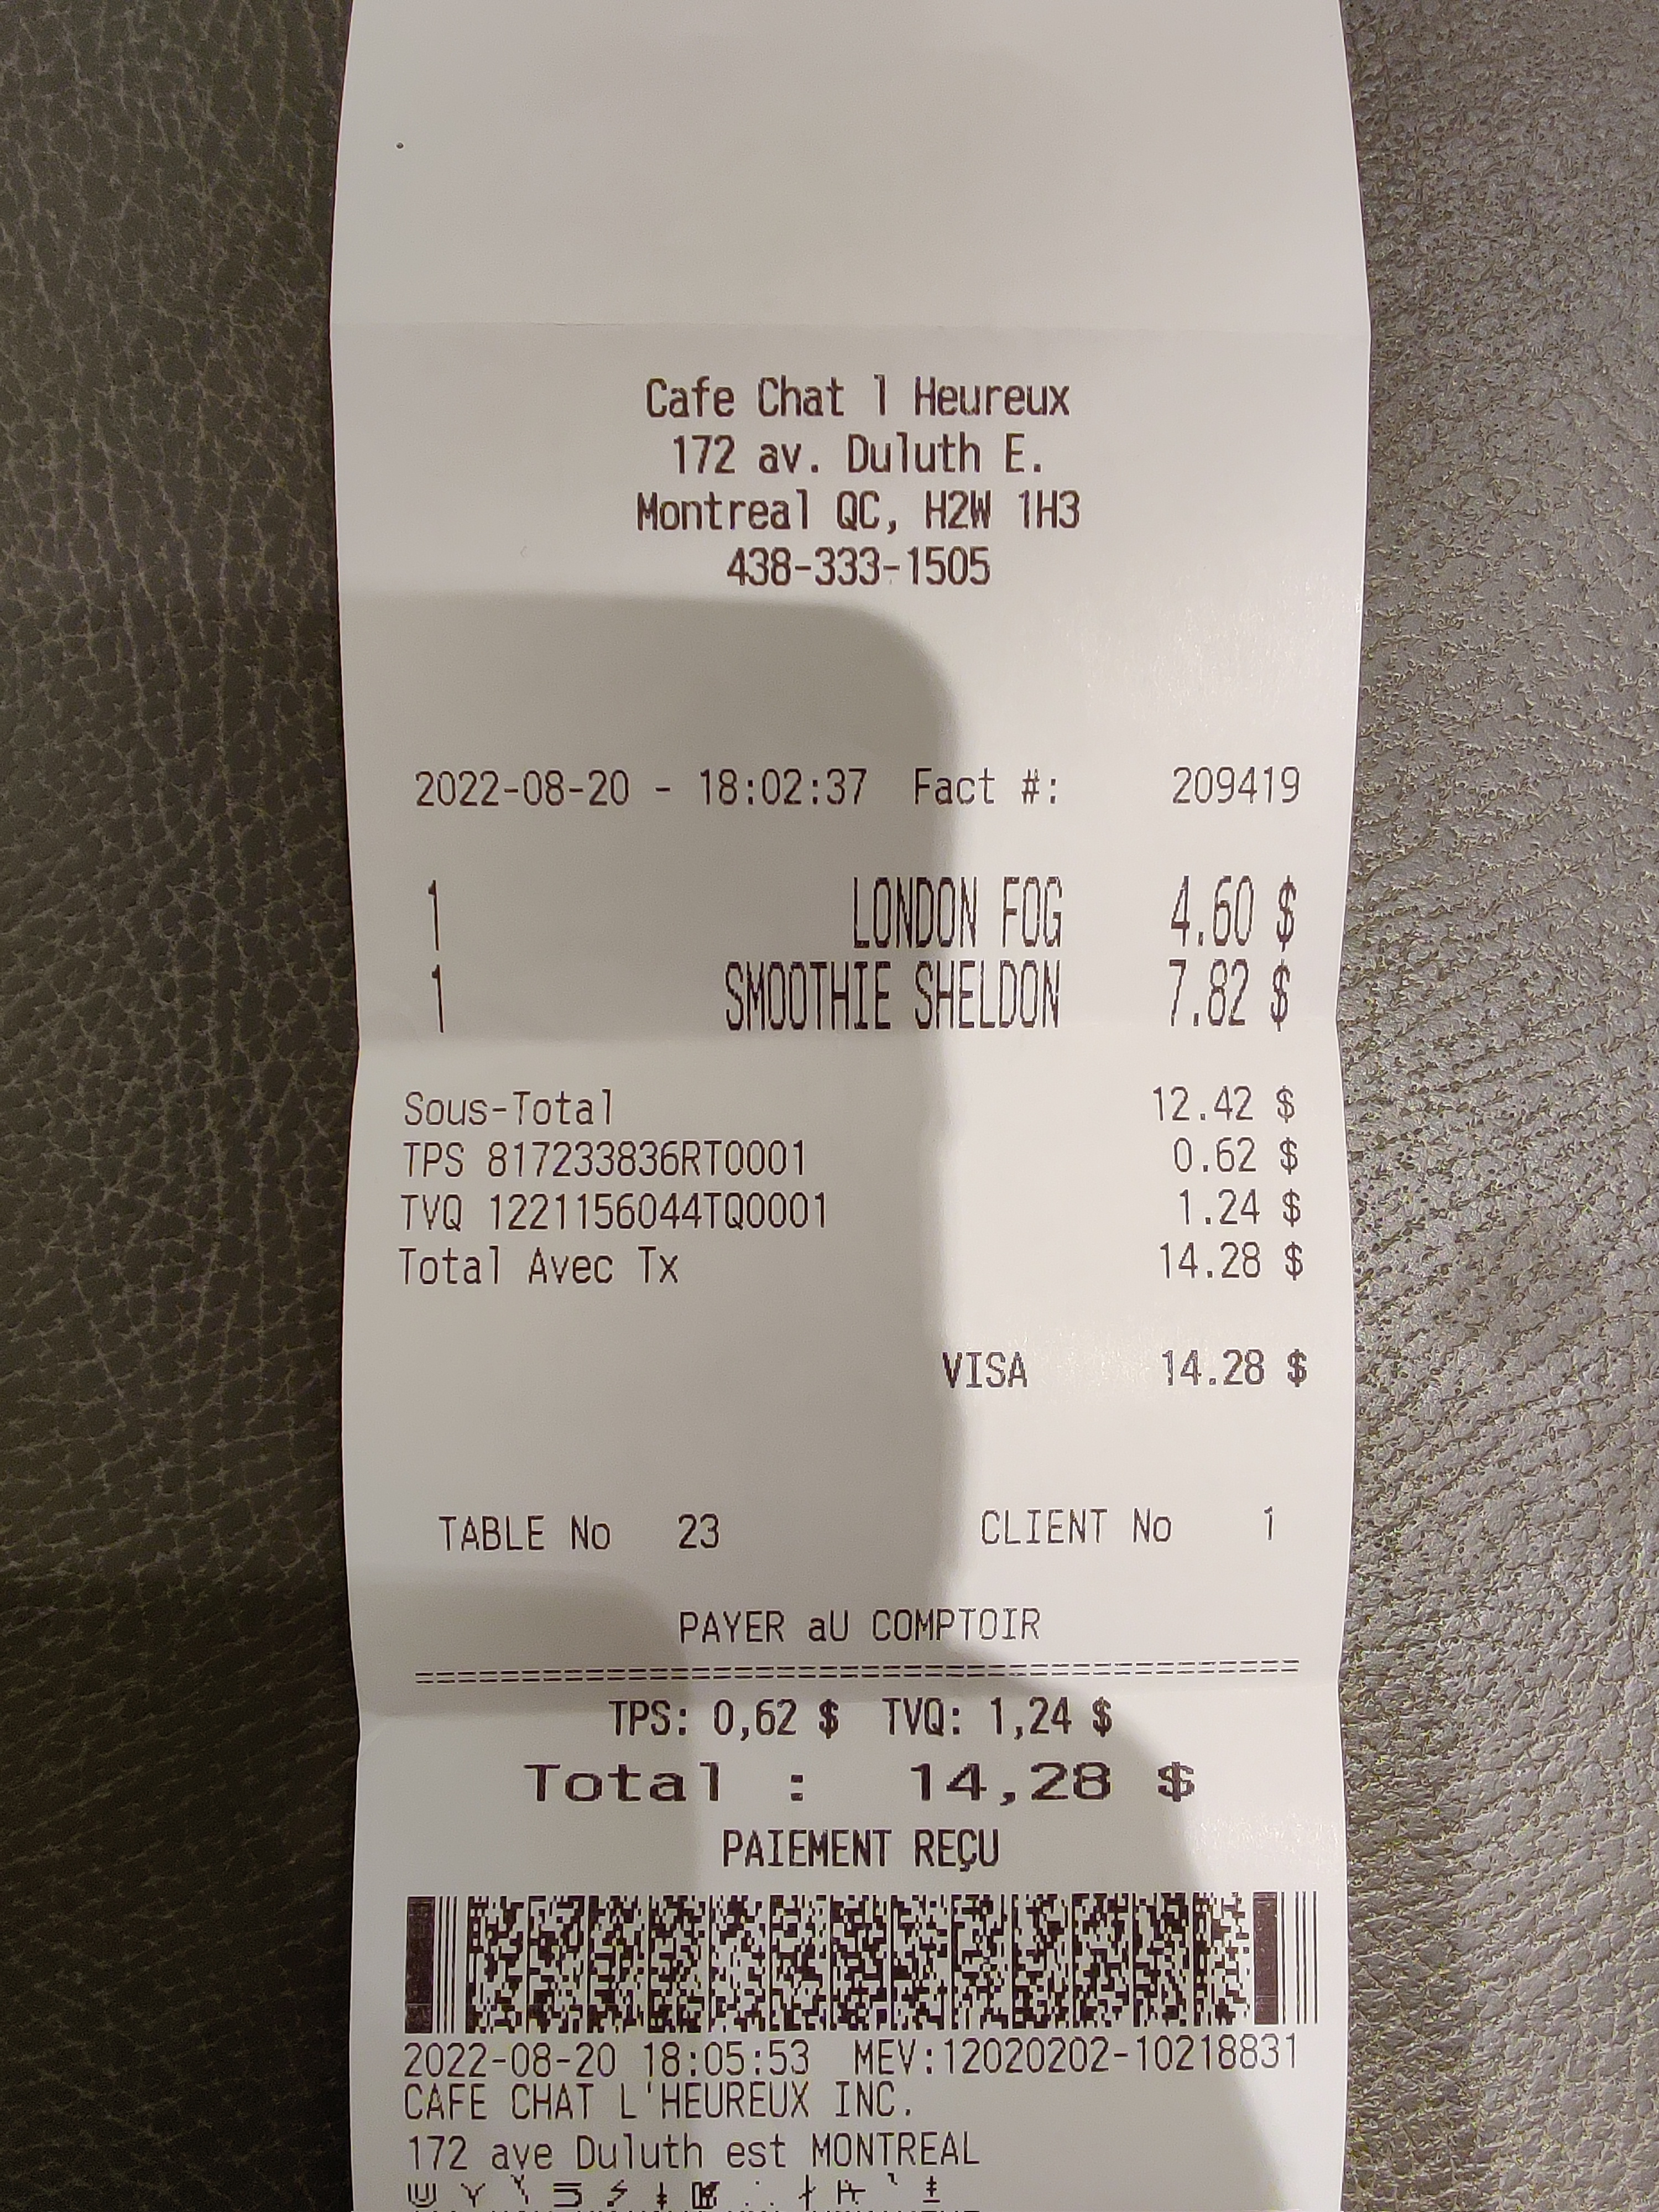 Cafe Chat l Heureux
172 av. Duluth E.
Montreal QC, H2W 1H3
438-333-1505
2022-08-20 - 18:02:37 Fact #: 209419
1 LONDON FOG 4.60 $
1 SMOOTHIE SHELDON 7.82 $
Sous-Total 12.42 $
TPS 817233836RT0001 0.62 $
TVQ 1221156044TQ0001 1.24 $
Total Avec Tx 14.28 $
VISA 14.28 $
TABLE No 23 CLIENT No 1
PAYER aU COMPTOIR
==========================================
TPS: 0,62 $ TVQ: 1,24 $
Total : 14,28 $
PAIEMENT REÇU
2022-08-20 18:05:53 MEV:12020202-10218831
CAFE CHAT L'HEUREUX INC.
172 ave Duluth est MONTREAL